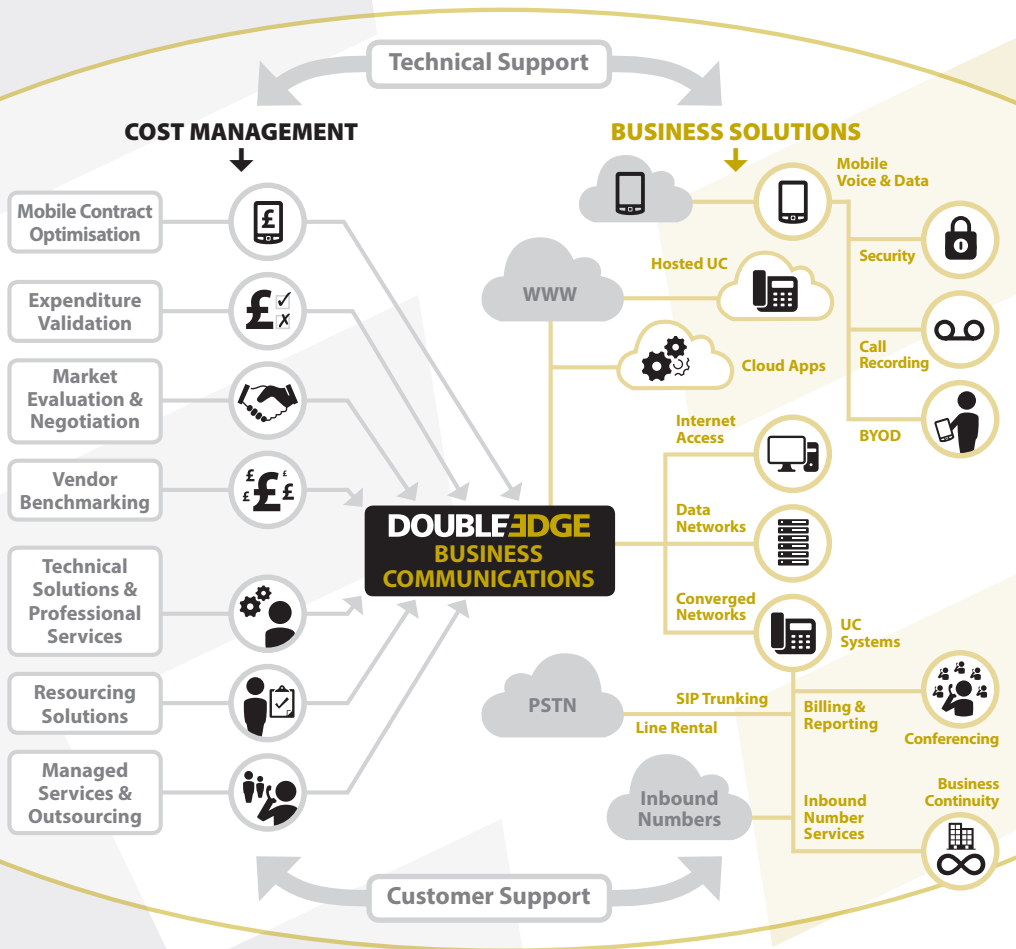 Technical Support
COST MANAGEMENT
Mobile Contract
Optimisation
£
Expenditure
Validation
£
Market
Evaluation &
Negotiation
Vendor
Benchmarking
£ £ £ £ £
Technical
Solutions &
Professional
Services
Resourcing
Solutions
Managed
Services &
Outsourcing
DOUBLEEDGE
BUSINESS
COMMUNICATIONS
BUSINESS SOLUTIONS
Mobile
Voice & Data
Security
Call
Recording
BYOD
WWW
Hosted UC
Cloud Apps
Internet
Access
Data
Networks
Converged
Networks
UC
Systems
PSTN
SIP Trunking
Line Rental
Billing &
Reporting
Conferencing
Inbound
Numbers
Inbound
Number
Services
Business
Continuity
Customer Support